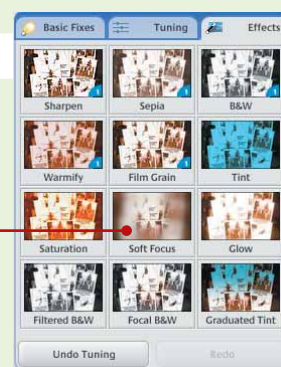 Basic Fixes Tuning Effects
Sharpen Sepia B&W
Warmify Film Grain Tint
Saturation Soft Focus Glow
Filtered B&W Focal B&W Graduated Tint
Undo Tuning Redo